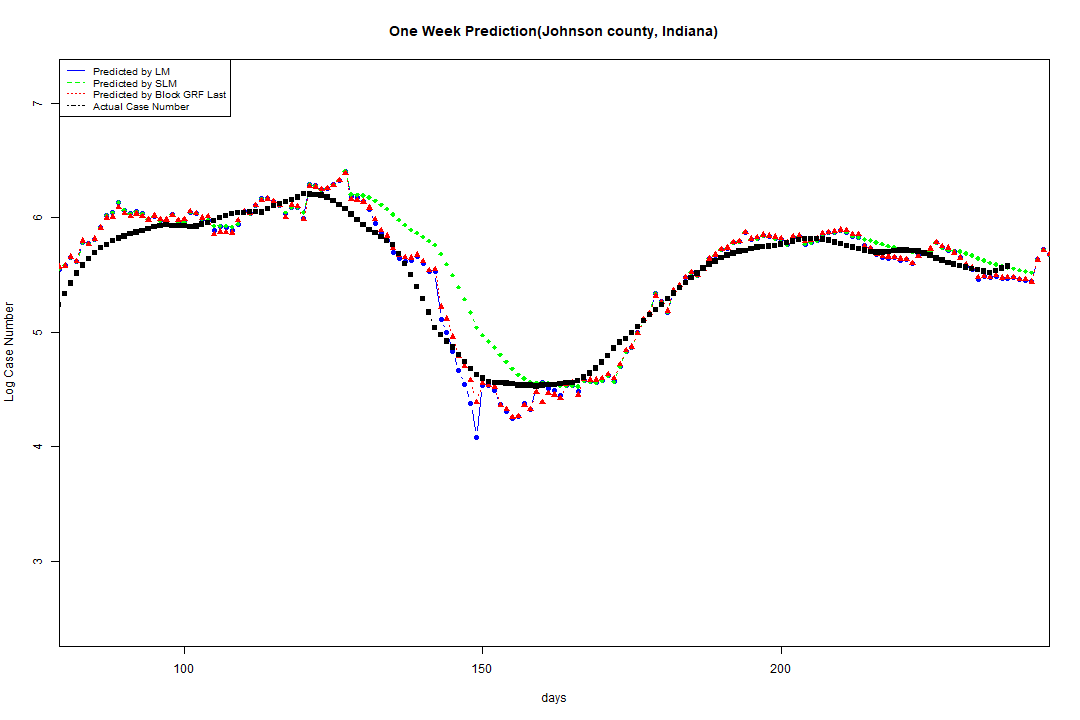 One Week Prediction(Johnson county, Indiana)
Predicted by LM
Predicted by SLM
Predicted by Block GRF Last
Actual Case Number
7
6
5
4
3
Log Case Number
100 150 200
days